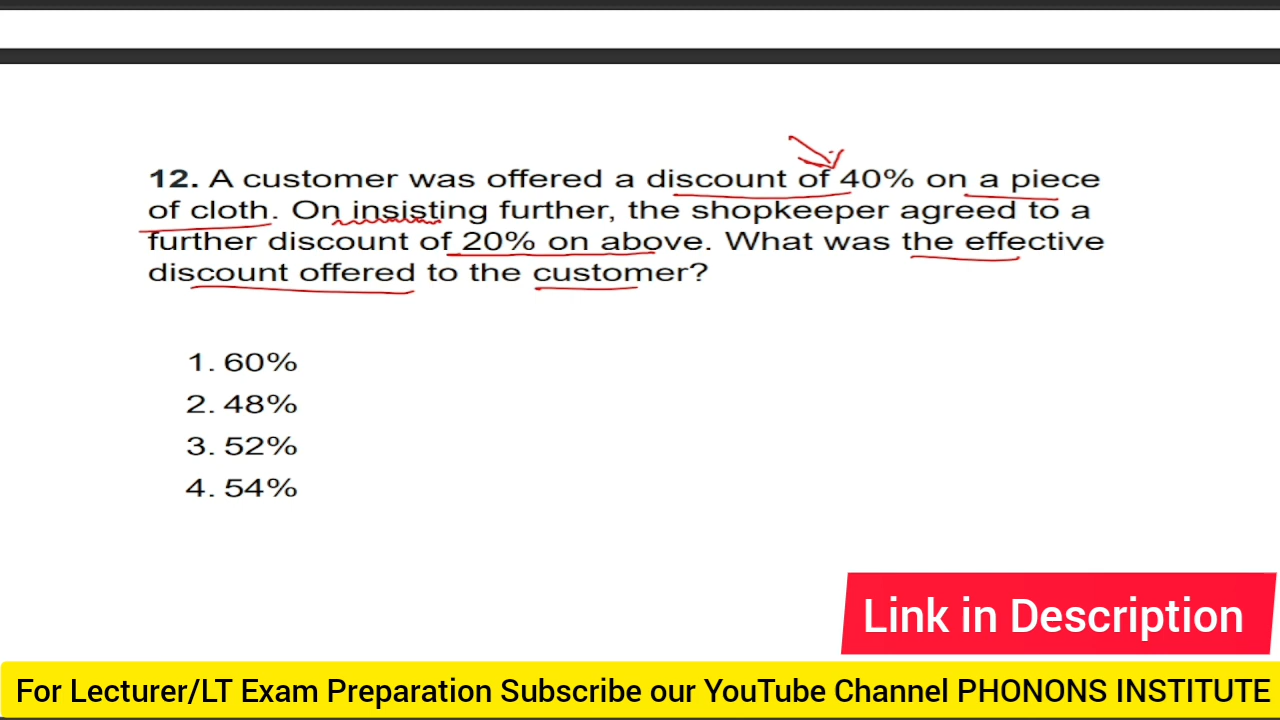 12. A customer was offered a discount of 40% on a piece
of cloth. On insisting further, the shopkeeper agreed to a
further discount of 20% on above. What was the effective
discount offered to the customer?
1. 60%
2. 48%
3. 52%
4. 54%
Link in Description
For Lecturer/LT Exam Preparation Subscribe our YouTube Channel PHONONS INSTITUTE